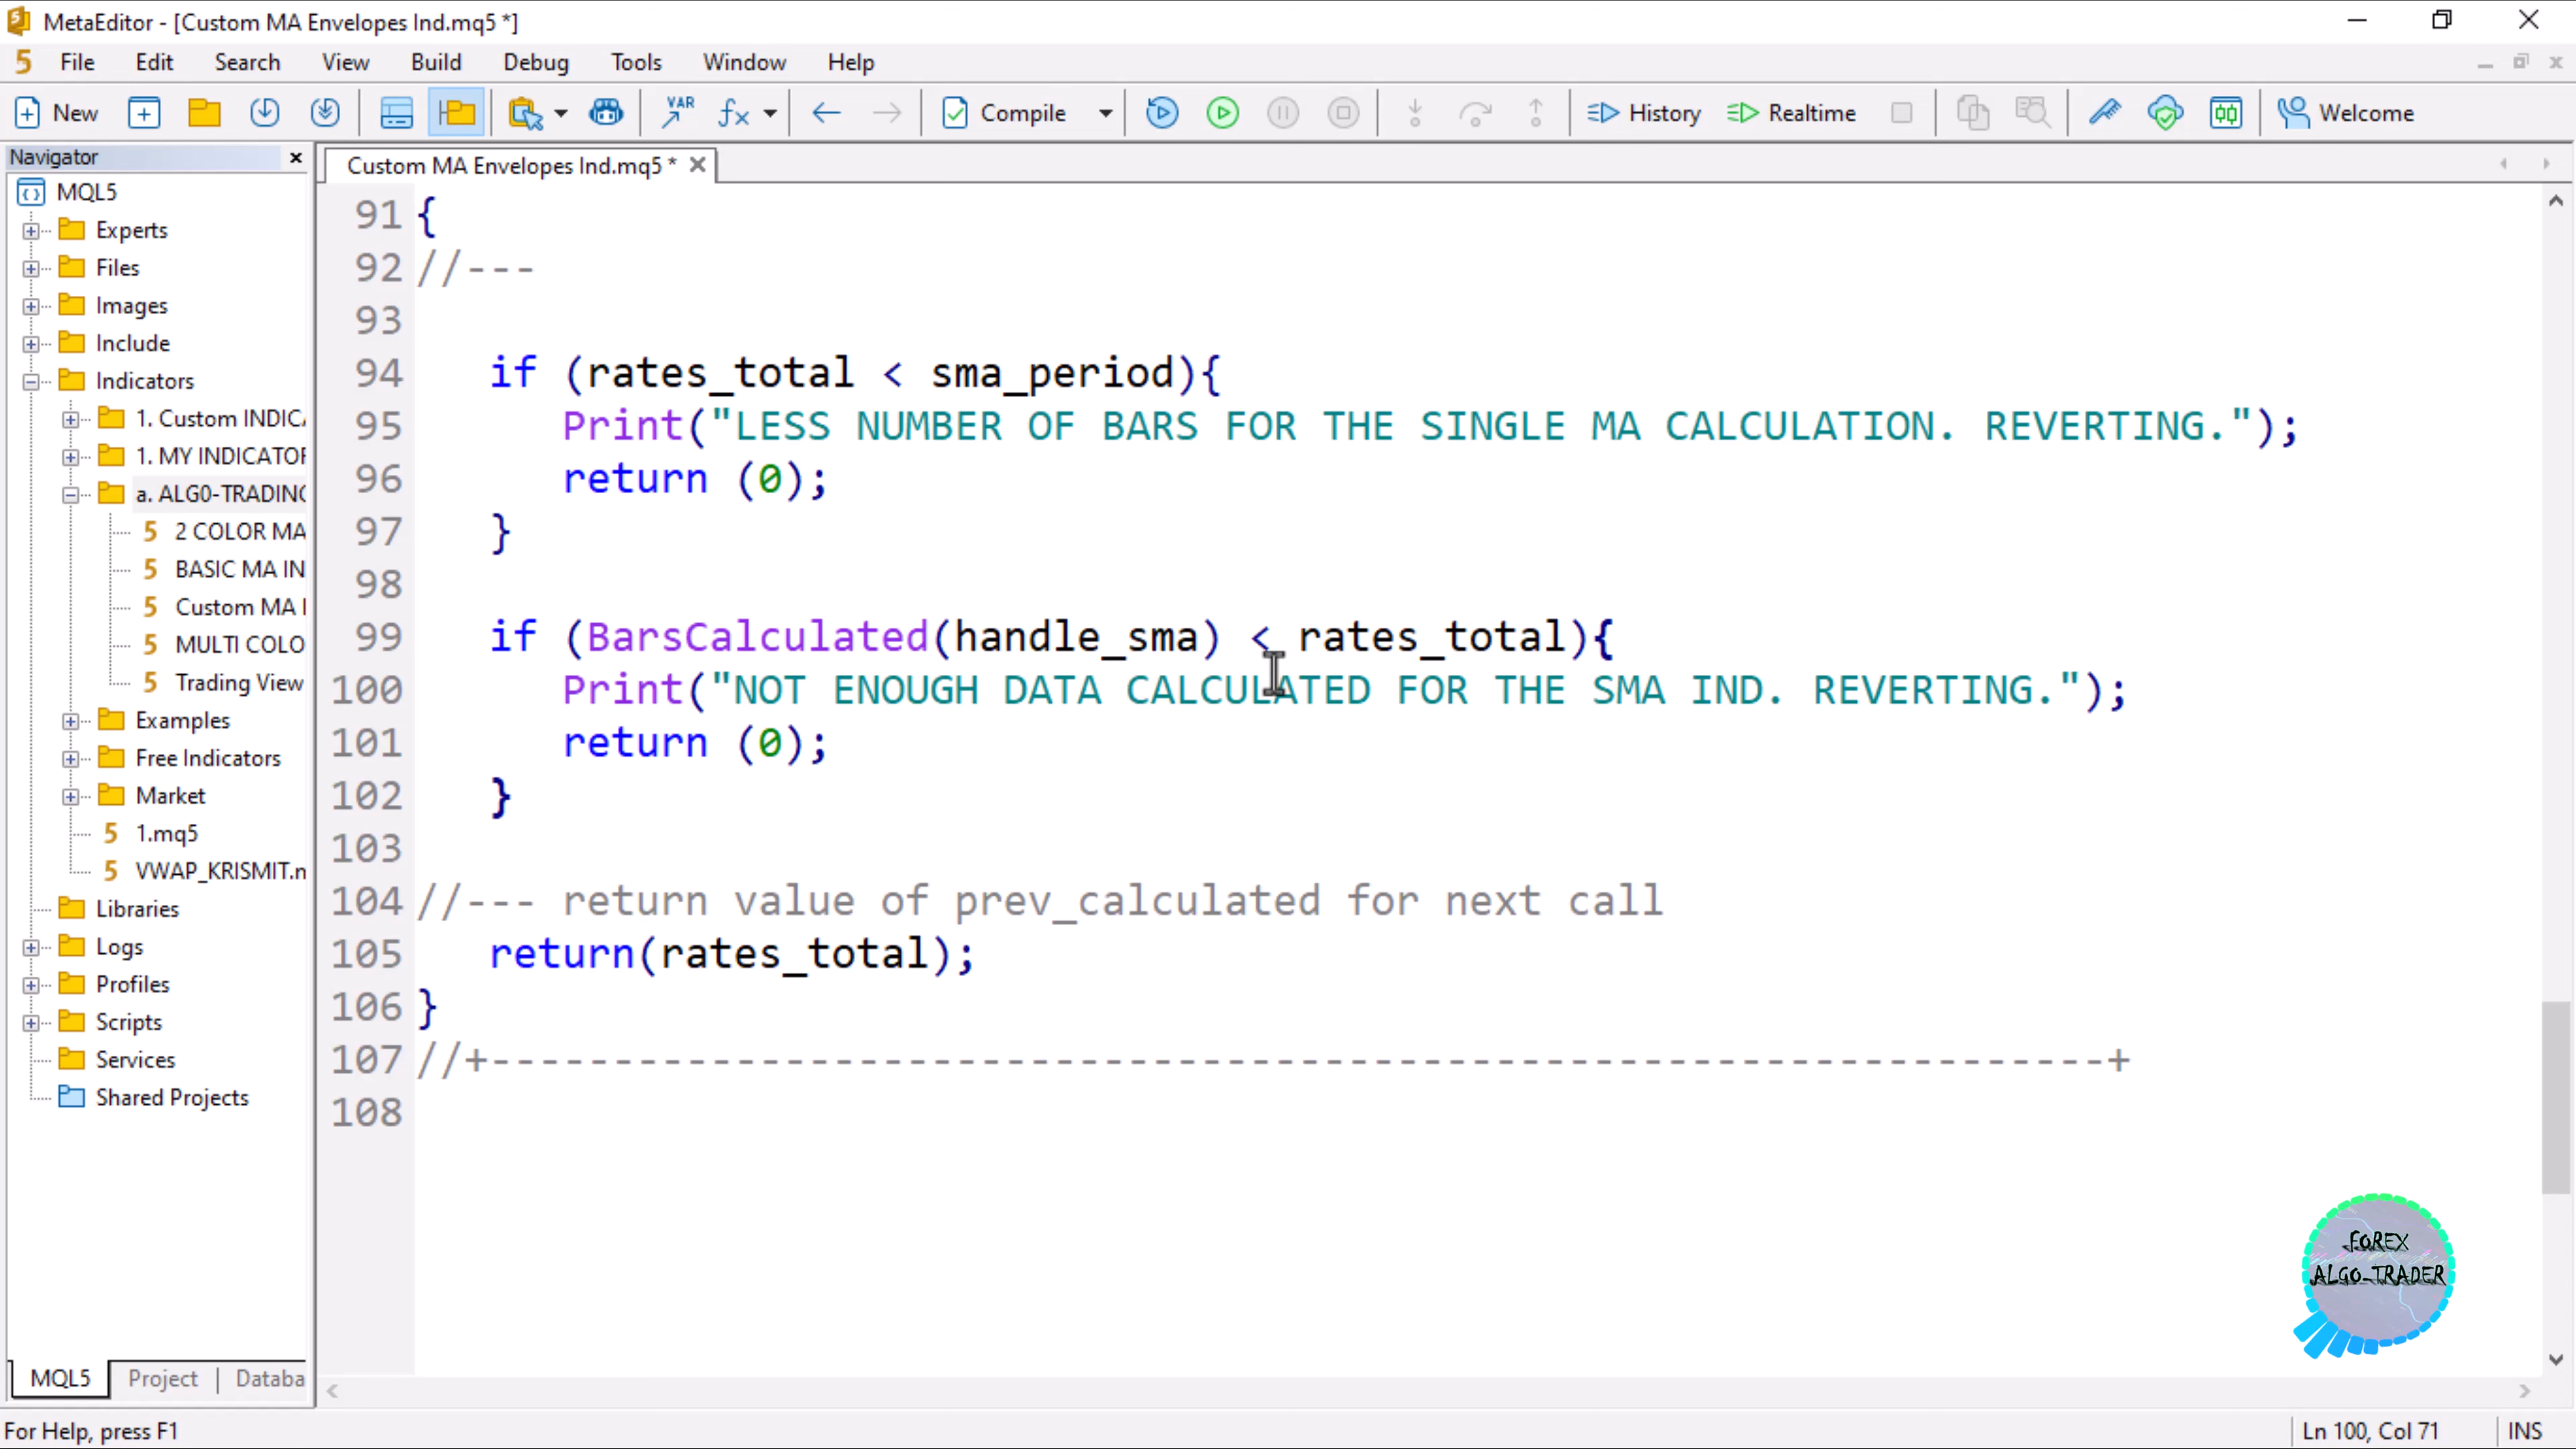 MetaEditor - [Custom MA Envelopes Ind.mq5 *]
File Edit Search View Build Debug Tools Window Help
New VAR Compile History Realtime Welcome
Navigator
Custom MA Envelopes Ind.mq5 *
MQL5
Experts
Files
Images
Include
Indicators
1. Custom INDIC
1. MY INDICATOR
a. ALG0-TRADING
2 COLOR MA
BASIC MA IN
Custom MA
MULTI COLO
Trading View
Examples
Free Indicators
Market
1.mq5
VWAP_KRISMIT.m
Libraries
Logs
Profiles
Scripts
Services
Shared Projects
MQL5 Project Databa
91 {
92 //---
93
94 if (rates_total < sma_period){
95 Print("LESS NUMBER OF BARS FOR THE SINGLE MA CALCULATION. REVERTING.");
96 return (0);
97 }
98
99 if (BarsCalculated(handle_sma) < rates_total){
100 Print("NOT ENOUGH DATA CALCULATED FOR THE SMA IND. REVERTING.");
101 return (0);
102 }
103
104 //--- return value of prev_calculated for next call
105 return(rates_total);
106 }
107 //+------------------------------------------------------------------+
108
FOREX
ALGO-TRADER
For Help, press F1
Ln 100, Col 71 INS